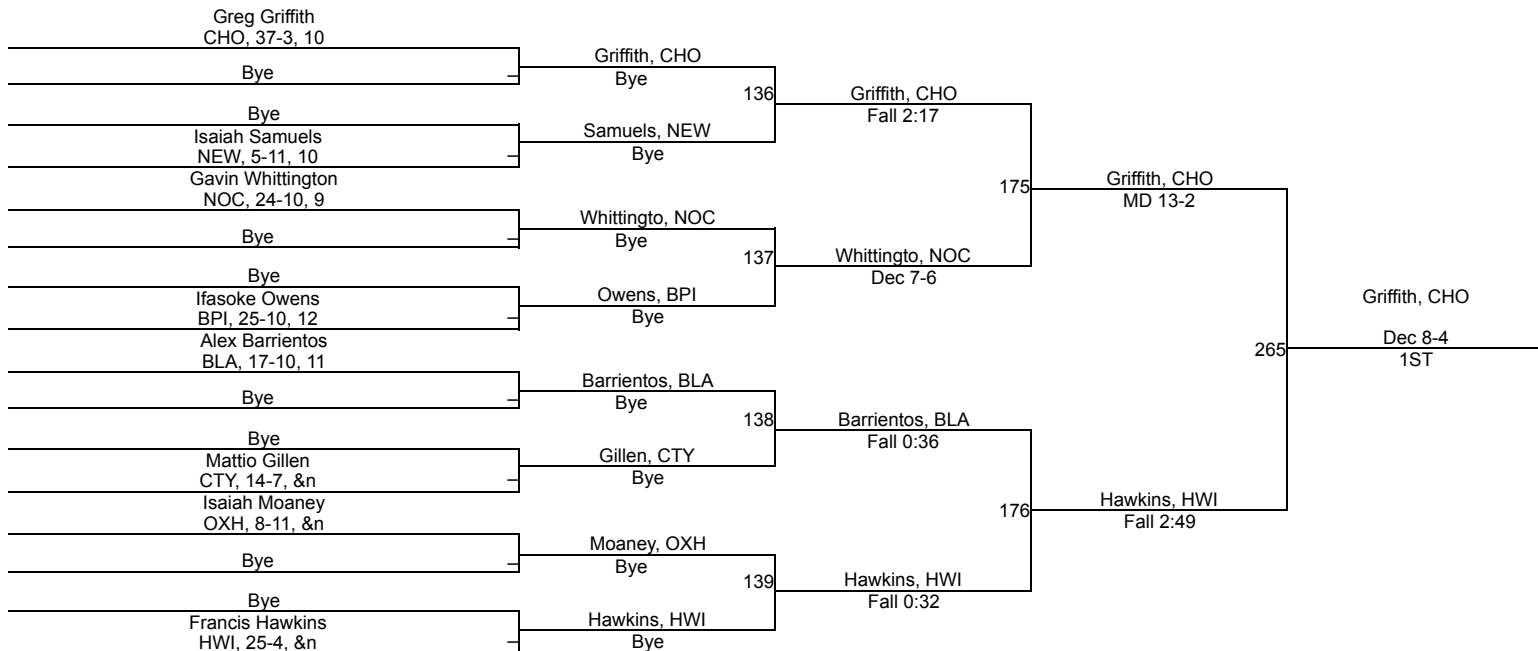 Greg Griffith
CHO, 37-3, 10
Bye
Bye
Isaiah Samuels
NEW, 5-11, 10
Gavin Whittington
NOC, 24-10, 9
Bye
Bye
Ifasoke Owens
BPI, 25-10, 12
Alex Barrientos
BLA, 17-10, 11
Bye
Bye
Mattio Gillen
CTY, 14-7, &n
Isaiah Moaney
OXH, 8-11, &n
Bye
Bye
Francis Hawkins
HWI, 25-4, &n
Griffith, CHO
Bye
136
Samuels, NEW
Bye
Whittingto, NOC
Bye
137
Owens, BPI
Bye
Barrientos, BLA
Bye
138
Gillen, CTY
Bye
Moaney, OXH
Bye
139
Hawkins, HWI
Bye
Griffith, CHO
Fall 2:17
175
Whittingto, NOC
Dec 7-6
Barrientos, BLA
Fall 0:36
176
Hawkins, HWI
Fall 0:32
Griffith, CHO
MD 13-2
265
Hawkins, HWI
Fall 2:49
Griffith, CHO
Dec 8-4
1ST